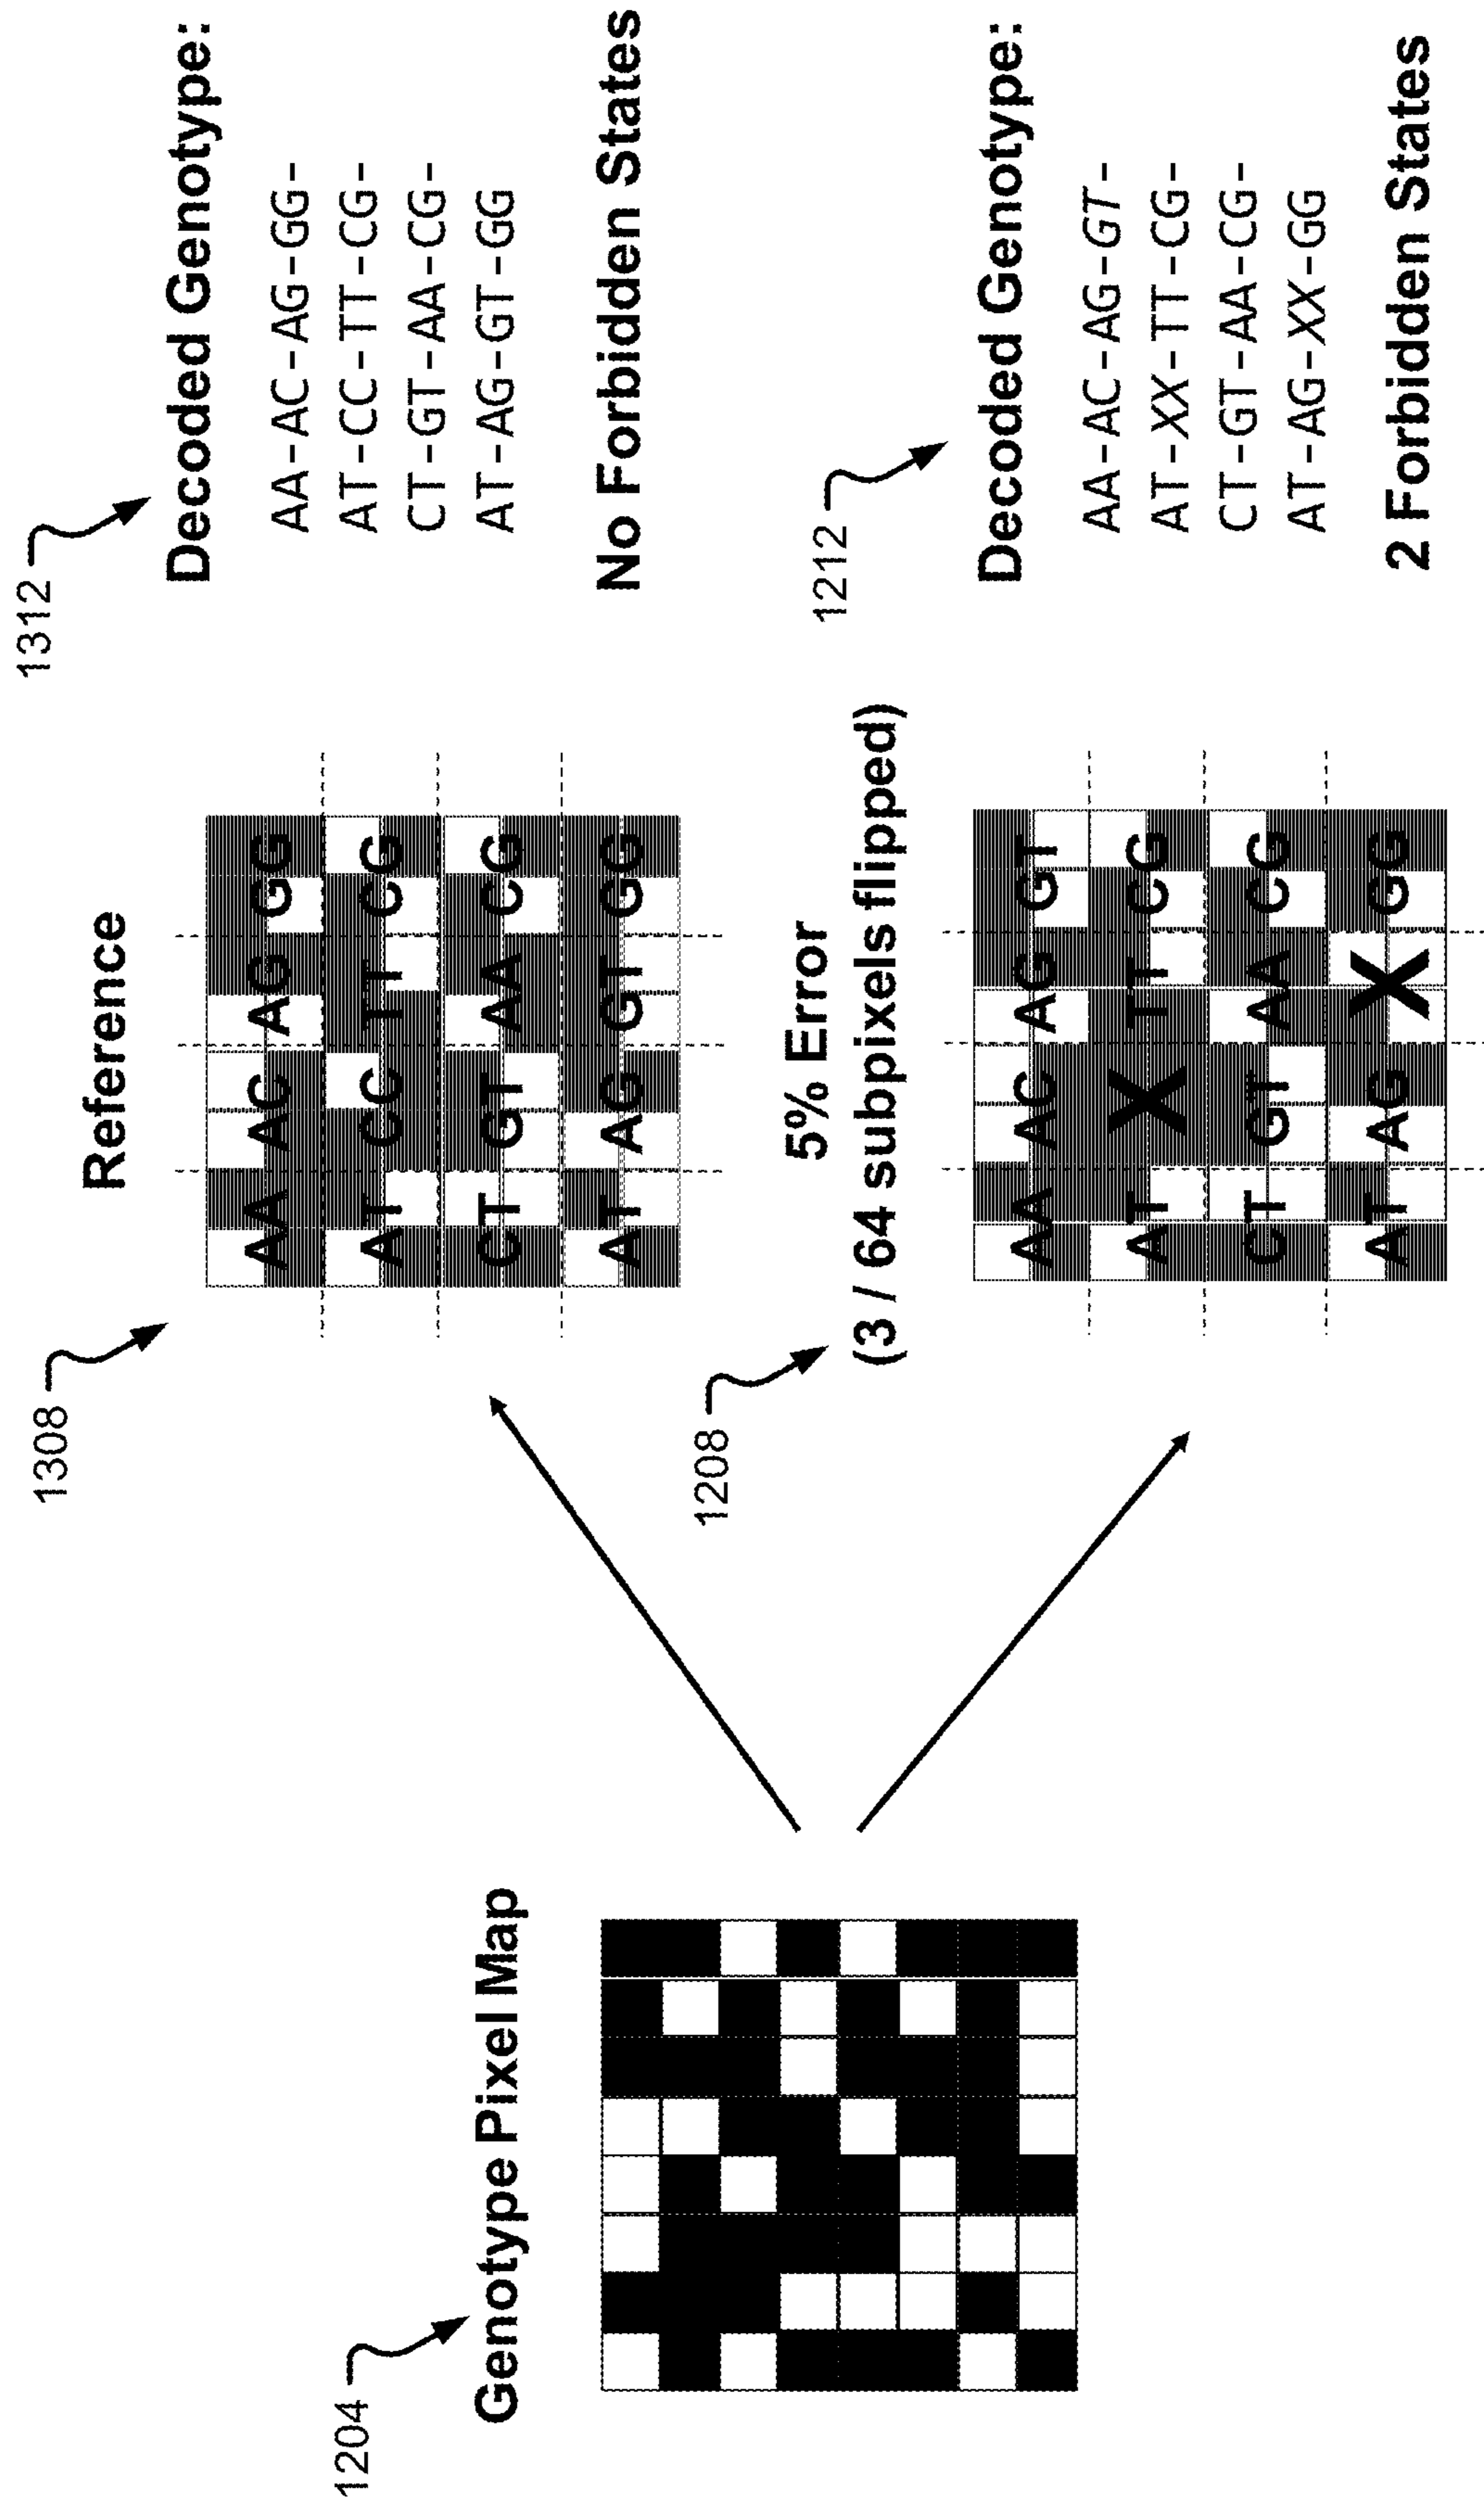 1204
Genotype Pixel Map
1308
Reference
AA AC AG GG
AT CC TT CG
CT GT AA CG
AT AG GT GG
1312
Decoded Genotype:
AA-AC-AG-GG-
AT-CC-TT-CG-
CT-GT-AA-CG-
AT-AG-GT-GG
No Forbidden States
1208
5% Error
(3 / 64 subpixels flipped)
AA AC AG GT
AT X TT CG
CT GT AA CG
AT AG X GG
1212
Decoded Genotype:
AA-AC-AG-GT-
AT-XX-TT-CG-
CT-GT-AA-CG-
AT-AG-XX-GG
2 Forbidden States